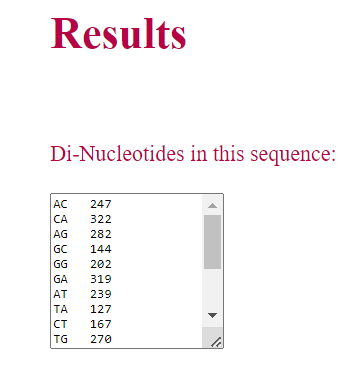 Results
Di-Nucleotides in this sequence:
AC 247
CA 322
AG 282
GC 144
GG 202
GA 319
AT 239
TA 127
CT 167
TG 270